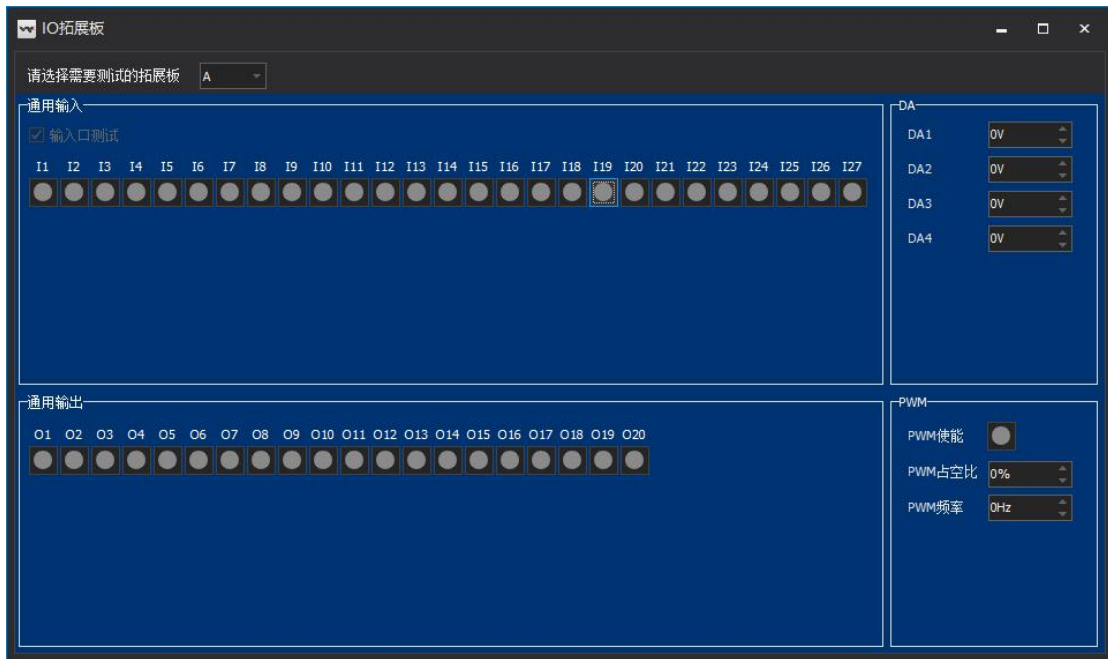 IO拓展板
请选择需要测试的拓展板 A
通用输入
输入口测试
I1 I2 I3 I4 I5 I6 I7 I8 I9 I10 I11 I12 I13 I14 I15 I16 I17 I18 I19 I20 I21 I22 I23 I24 I25 I26 I27
DA
DA1 0V
DA2 0V
DA3 0V
DA4 0V
通用输出
O1 O2 O3 O4 O5 O6 O7 O8 O9 O10 O11 O12 O13 O14 O15 O16 O17 O18 O19 O20
PWM
PWM使能
PWM占空比 0%
PWM频率 0Hz